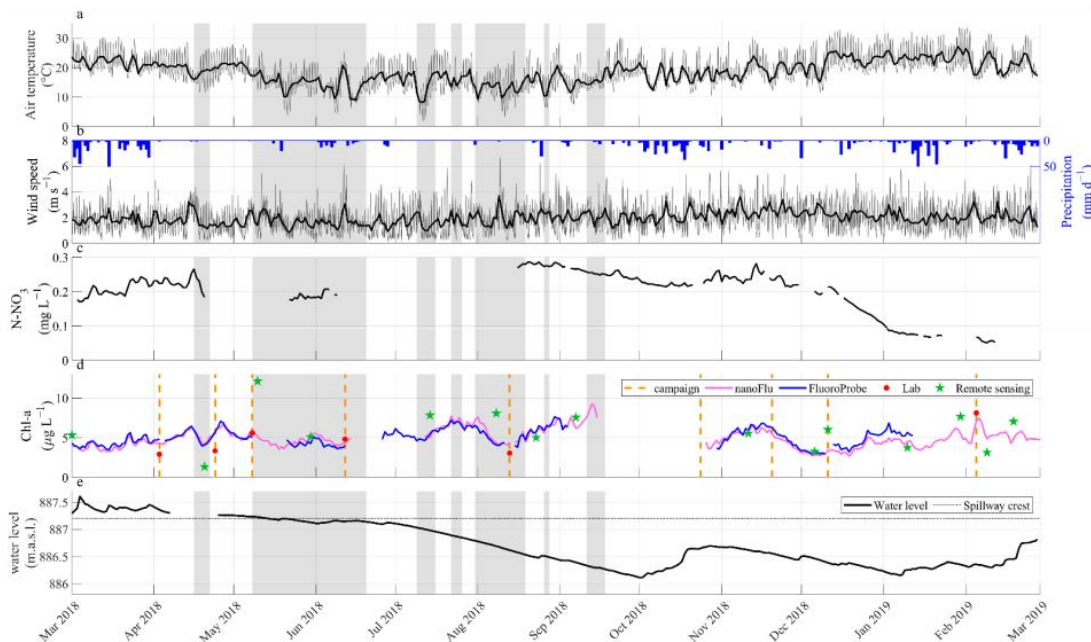 a
30
20
10
0
Air temperature
(°C)
b
8
6
4
2
0
Wind speed
(m s⁻¹)
0
50
Precipitation
(mm d⁻¹)
c
0.3
0.2
0.1
0
N-NO₃
(mg L⁻¹)
d
10
5
0
Chl-a
(μg L⁻¹)
campaign nanoFlu FluoroProbe Lab Remote sensing
e
887.5
887
886.5
886
water level
(m.a.s.l.)
Water level Spillway crest
Mar 2018 Apr 2018 May 2018 Jun 2018 Jul 2018 Aug 2018 Sep 2018 Oct 2018 Nov 2018 Dec 2018 Jan 2019 Feb 2019 Mar 2019